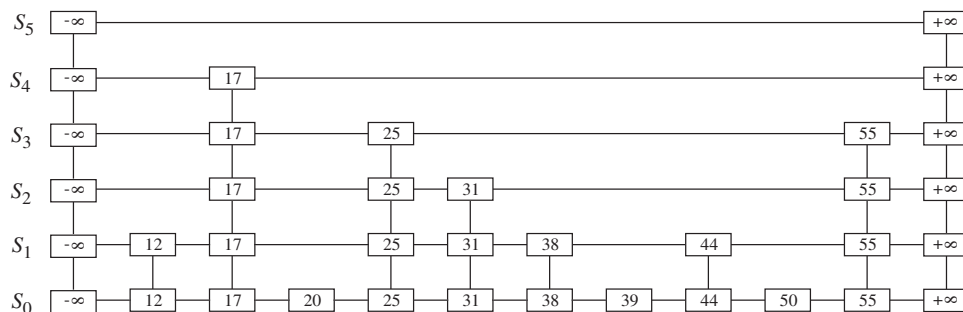 S5 -∞ +∞
S4 -∞ 17 +∞
S3 -∞ 17 25 55 +∞
S2 -∞ 17 25 31 55 +∞
S1 -∞ 12 17 25 31 38 44 55 +∞
S0 -∞ 12 17 20 25 31 38 39 44 50 55 +∞